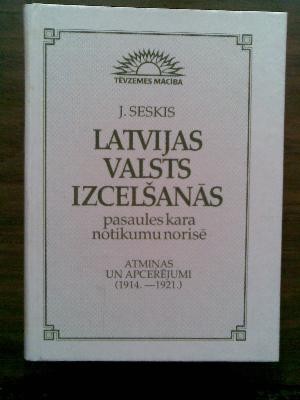 TĒVZEMES MĀCĪBA
J. SESKIS
LATVIJAS
VALSTS
IZCELŠANĀS
pasaules kara
notikumu norisē
ATMIŅAS
UN APCERĒJUMI
(1914. —1921.)